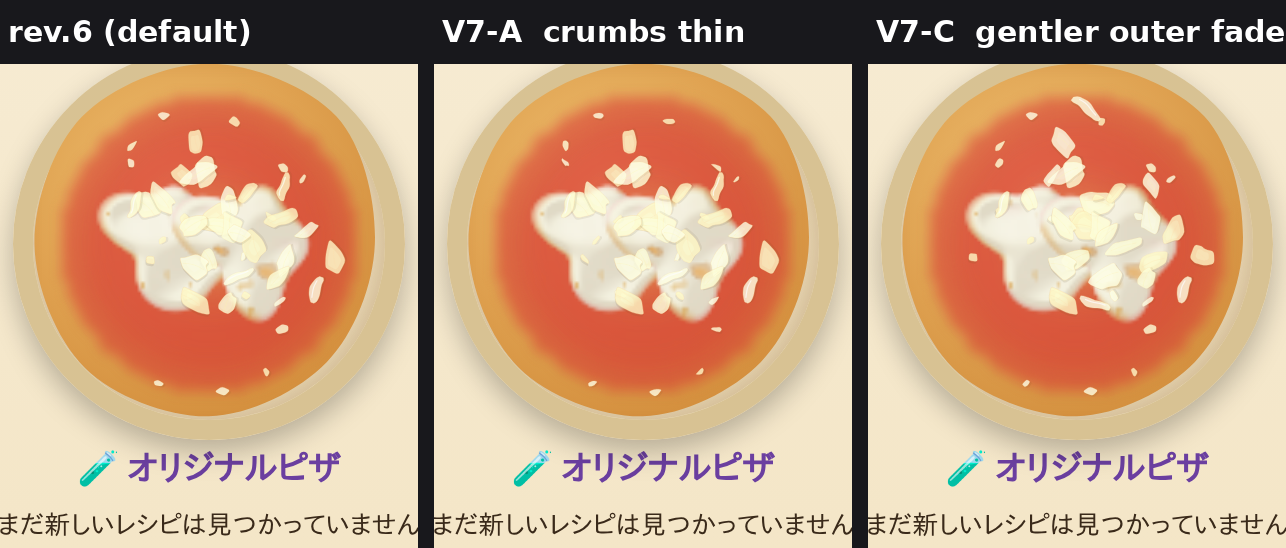 rev.6 (default)
V7-A crumbs thin
V7-C gentler outer fade
オリジナルピザ
オリジナルピザ
オリジナルピザ
まだ新しいレシピは見つかっていません
まだ新しいレシピは見つかっていません
まだ新しいレシピは見つかっていません